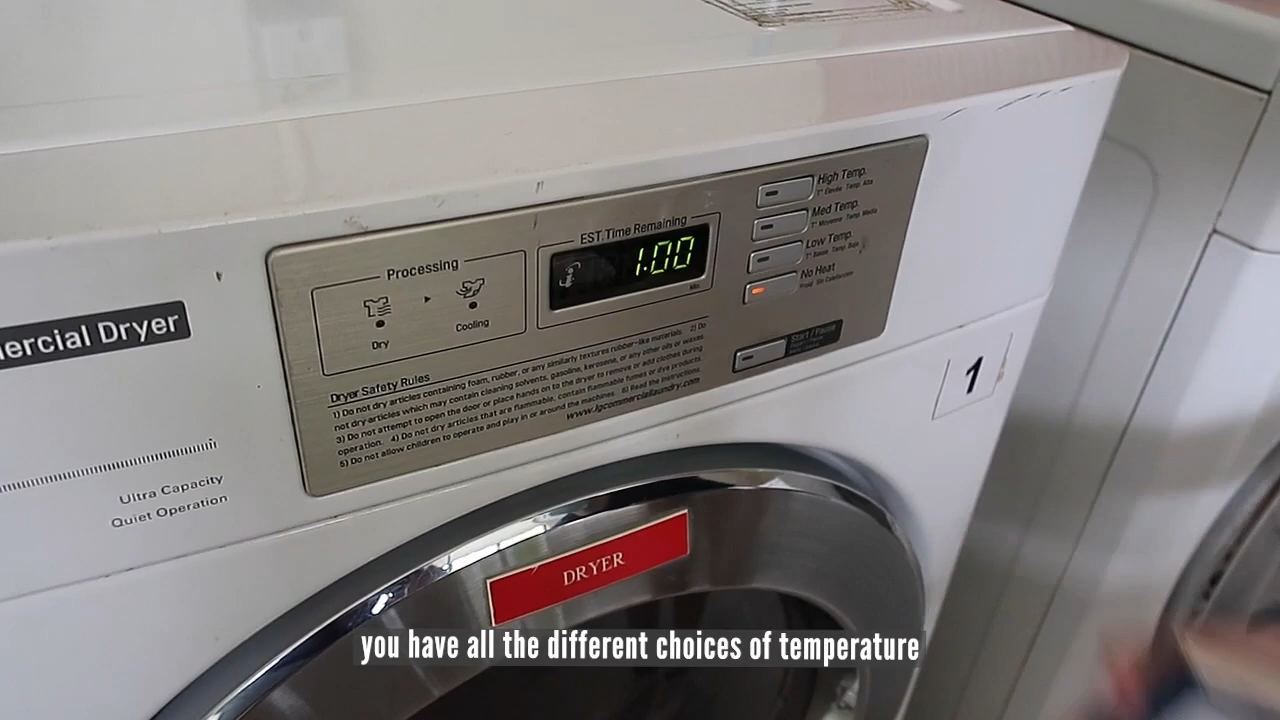 High Temp.
Med Temp.
Low Temp.
No Heat
EST. Time Remaining
1:00
Min.
Processing
Dry
Cooling
Start / Pause
ercial Dryer
Dryer Safety Rules
1) Do not dry articles containing foam, rubber, or any similarly textures rubber-like materials. 2) Do
not dry articles which may contain cleaning solvents, gasoline, kerosene, or any other oils or waxes
3) Do not attempt to open the door or place hands on to the dryer to remove or add clothes during
operation. 4) Do not dry articles that are flammable, contain flammable fumes or dye products.
5) Do not allow children to operate and play in or around the machines. 6) Read the instructions.
www.lgcommerciallaundry.com
1
Ultra Capacity
Quiet Operation
DRYER
you have all the different choices of temperature